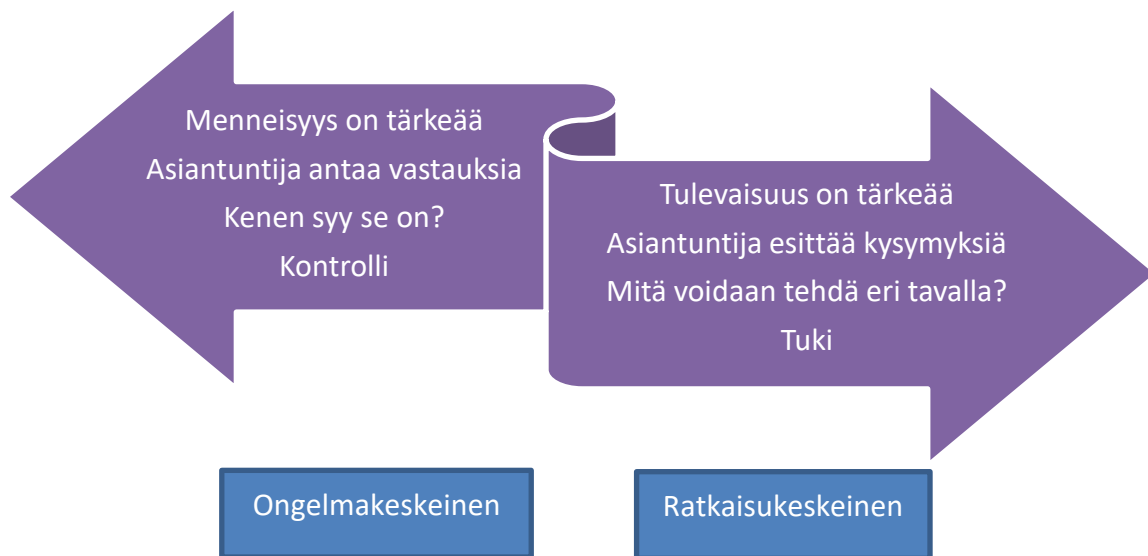 Menneisyys on tärkeää
Asiantuntija antaa vastauksia
Kenen syy se on?
Kontrolli
Tulevaisuus on tärkeää
Asiantuntija esittää kysymyksiä
Mitä voidaan tehdä eri tavalla?
Tuki
Ongelmakeskeinen
Ratkaisukeskeinen